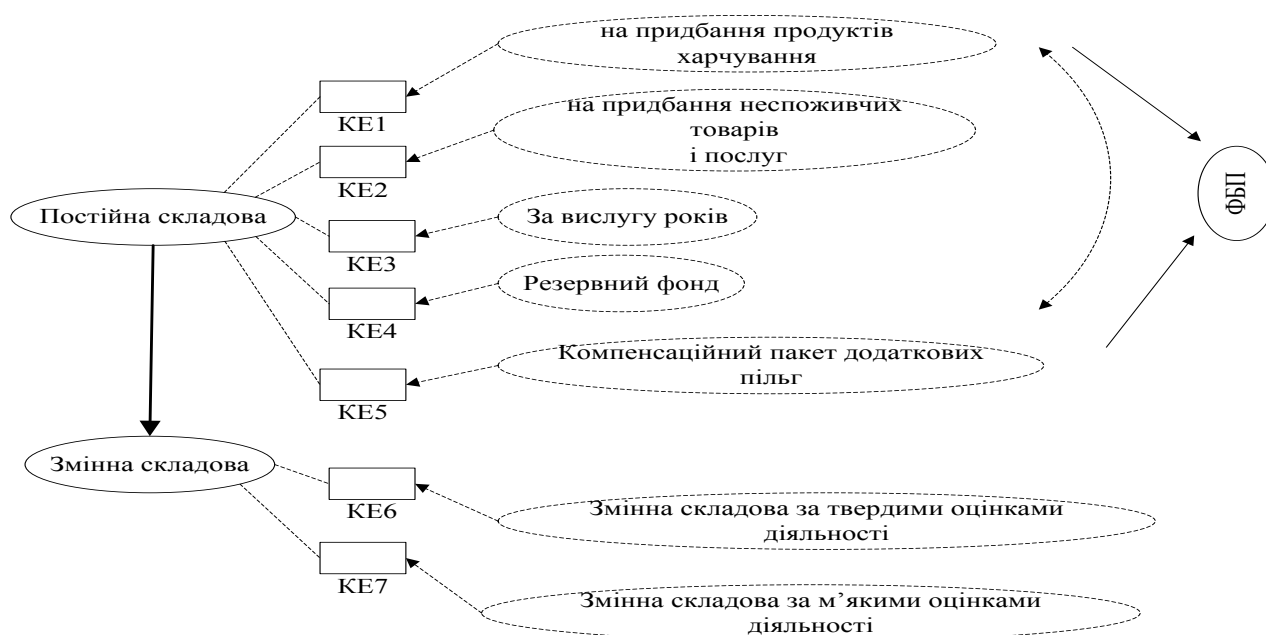 на придбання продуктів
харчування
КЕ1
на придбання неспоживчих
товарів
і послуг
КЕ2
ФБП
Постійна складова
За вислугу років
КЕ3
Резервний фонд
КЕ4
Компенсаційний пакет додаткових
пільг
КЕ5
Змінна складова
КЕ6
Змінна складова за твердими оцінками
діяльності
КЕ7
Змінна складова за м’якими оцінками
діяльності